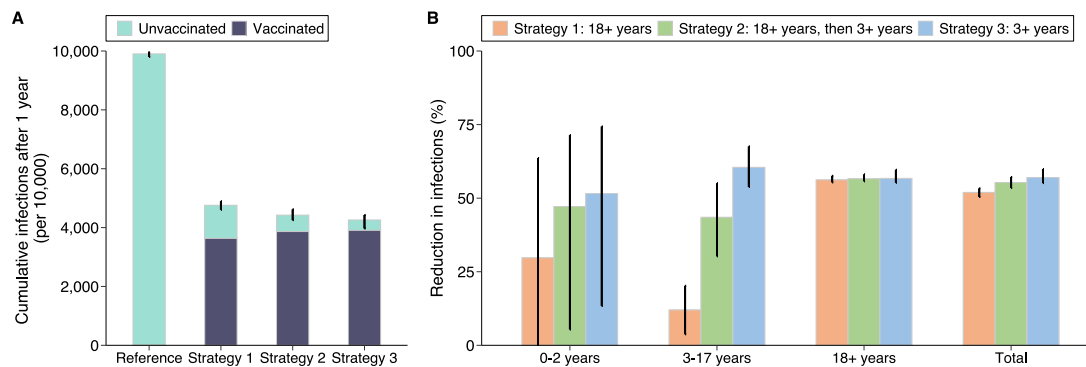 A
Unvaccinated
Vaccinated
Cumulative infections after 1 year
(per 10,000)
10,000
8,000
6,000
4,000
2,000
0
Reference Strategy 1 Strategy 2 Strategy 3
B
Strategy 1: 18+ years Strategy 2: 18+ years, then 3+ years Strategy 3: 3+ years
Reduction in infections (%)
100
75
50
25
0
0-2 years 3-17 years 18+ years Total